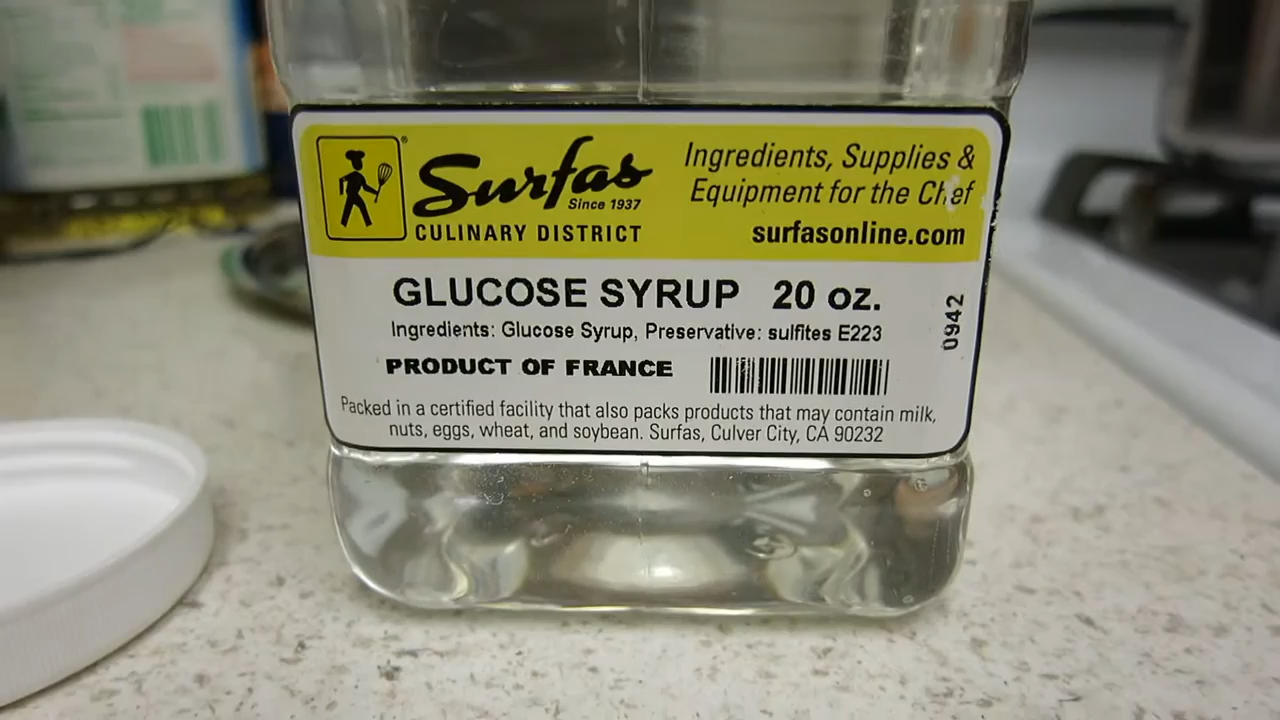 Surfas
Since 1937
CULINARY DISTRICT
Ingredients, Supplies &
Equipment for the Chef
surfasonline.com
GLUCOSE SYRUP 20 oz.
Ingredients: Glucose Syrup, Preservative: sulfites E223
PRODUCT OF FRANCE
0942
Packed in a certified facility that also packs products that may contain milk,
nuts, eggs, wheat, and soybean. Surfas, Culver City, CA 90232